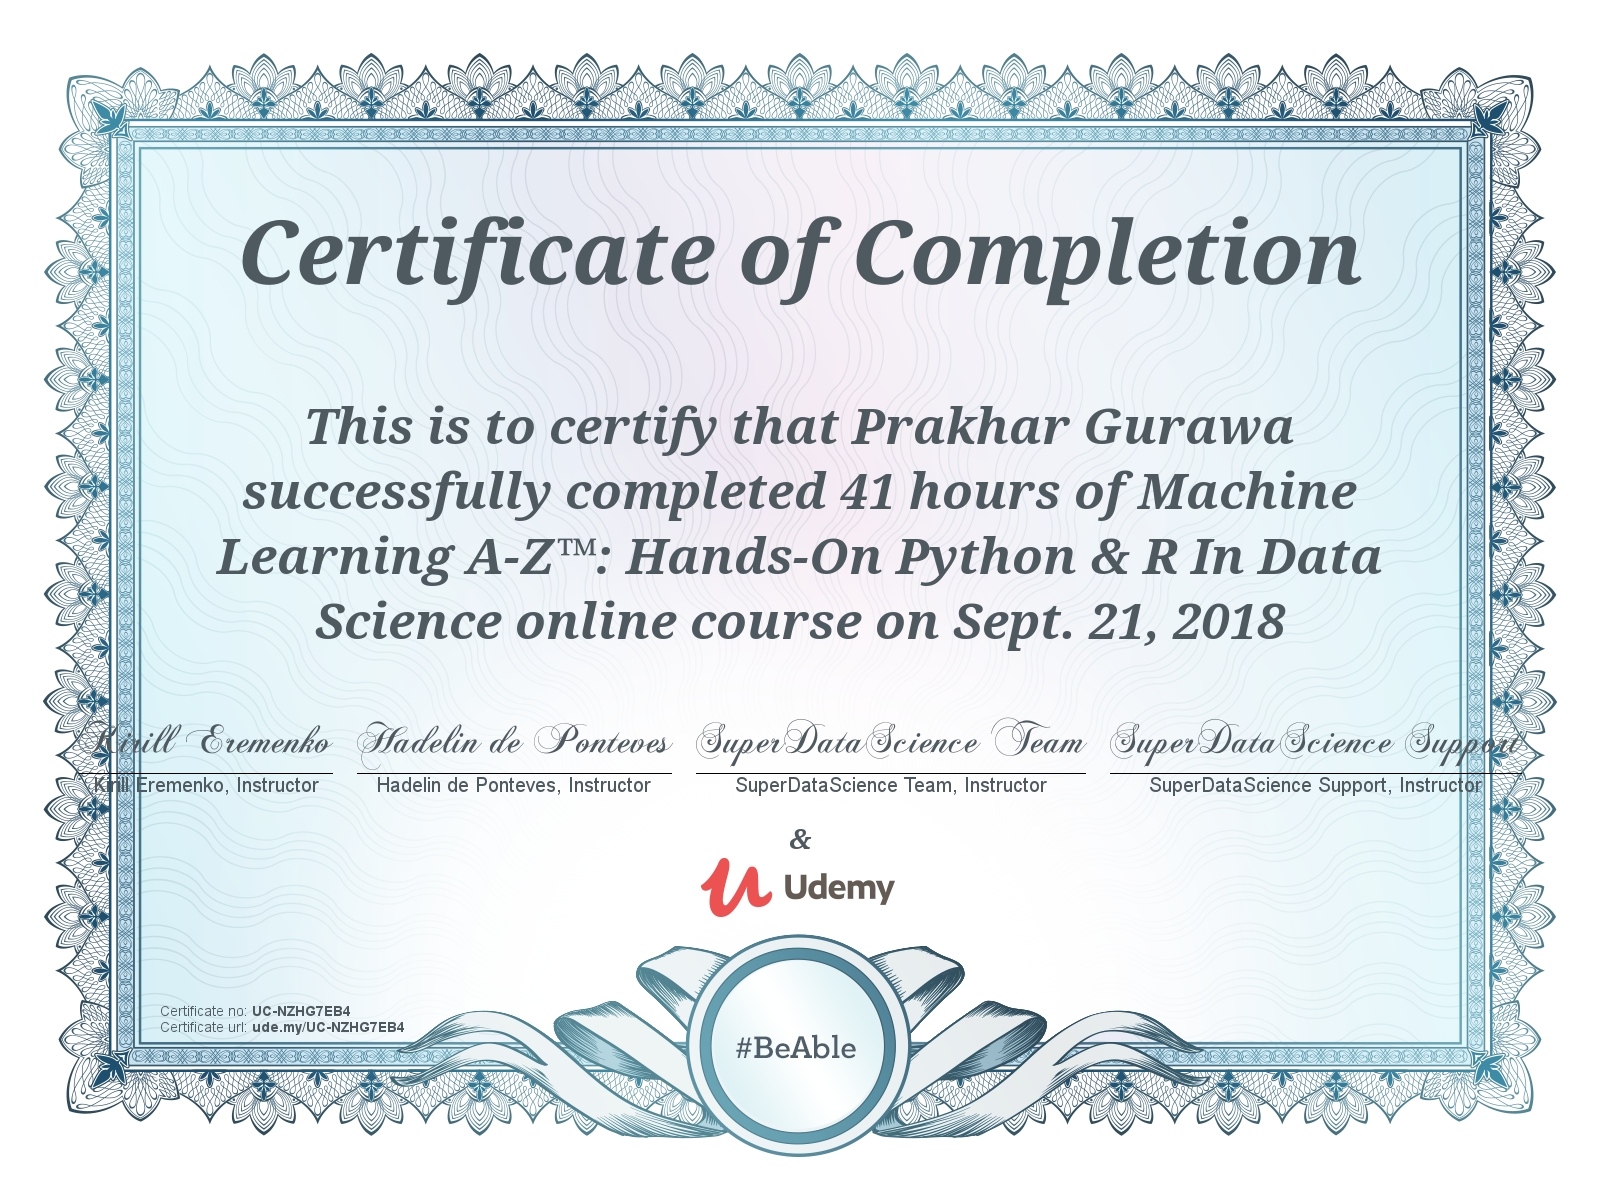 Certificate of Completion
This is to certify that Prakhar Gurawa
successfully completed 41 hours of Machine
Learning A-Z™: Hands-On Python & R In Data
Science online course on Sept. 21, 2018
Kirill Eremenko Hadelin de Ponteves SuperDataScience Team SuperDataScience Support
Kirill Eremenko, Instructor Hadelin de Ponteves, Instructor SuperDataScience Team, Instructor SuperDataScience Support, Instructor
&
Udemy
Certificate no: UC-NZHG7EB4
Certificate url: ude.my/UC-NZHG7EB4
#BeAble